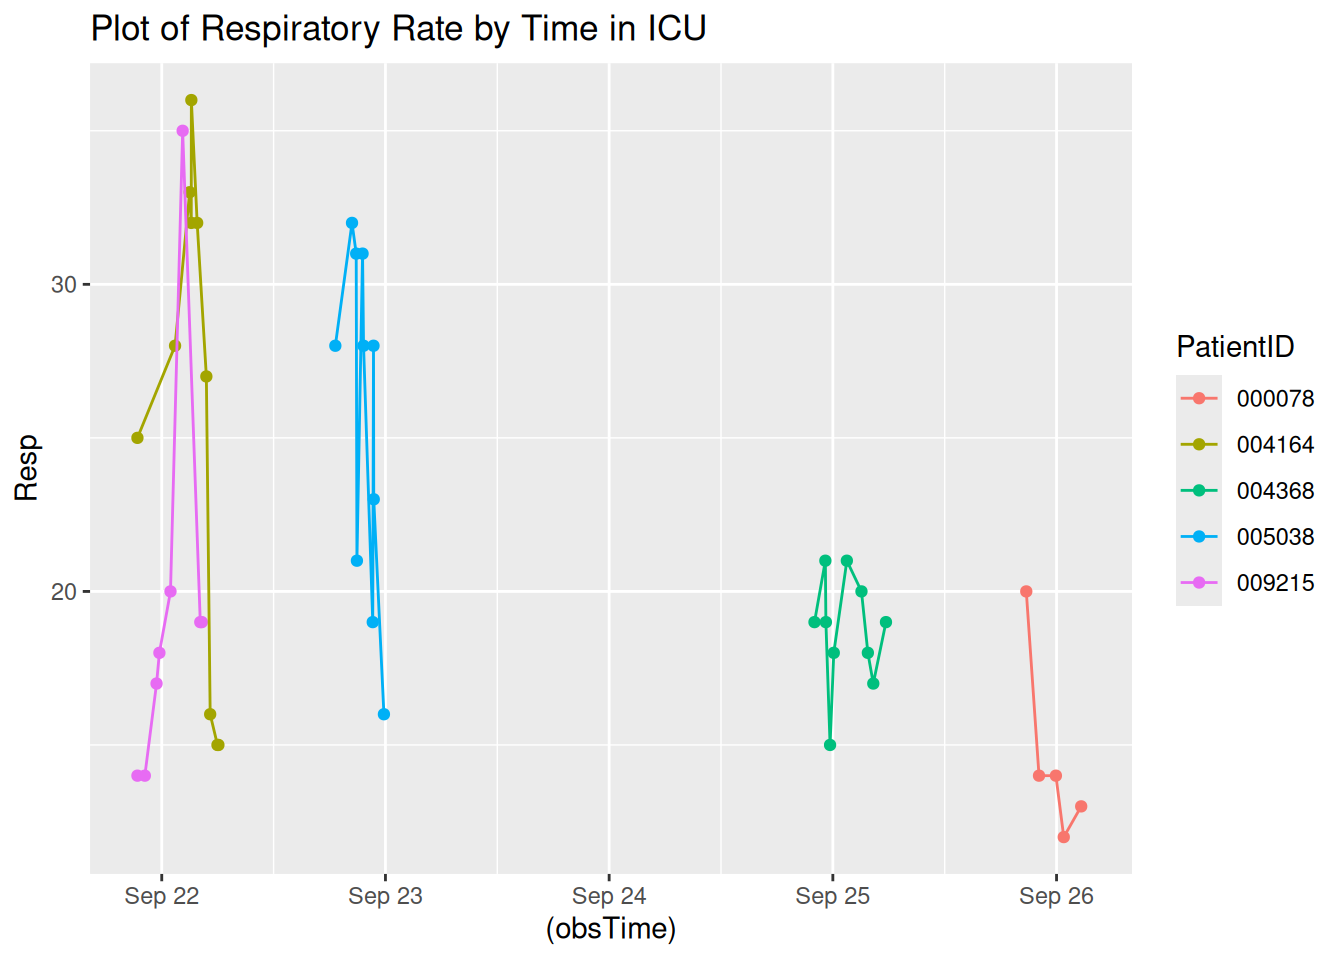 Plot of Respiratory Rate by Time in ICU
Resp
30
20
Sep 22 Sep 23 Sep 24 Sep 25 Sep 26
(obsTime)
PatientID
000078
004164
004368
005038
009215